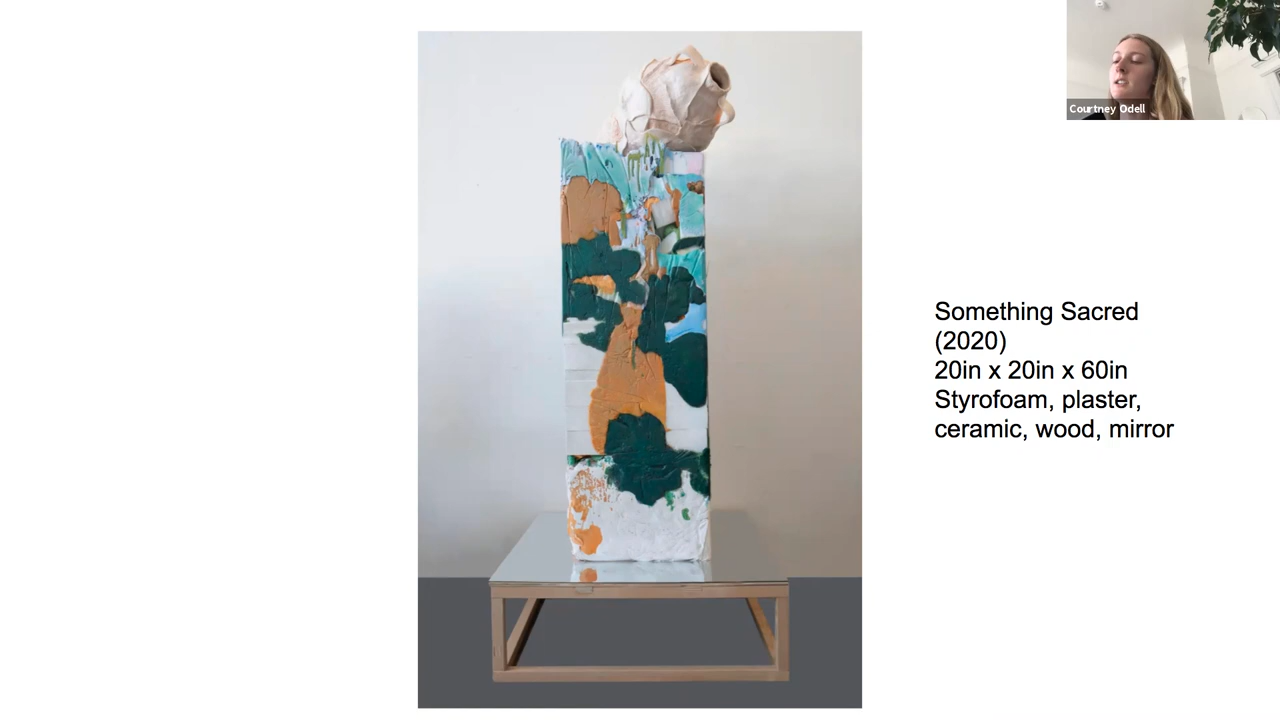 Courtney Odell
Something Sacred
(2020)
20in x 20in x 60in
Styrofoam, plaster,
ceramic, wood, mirror